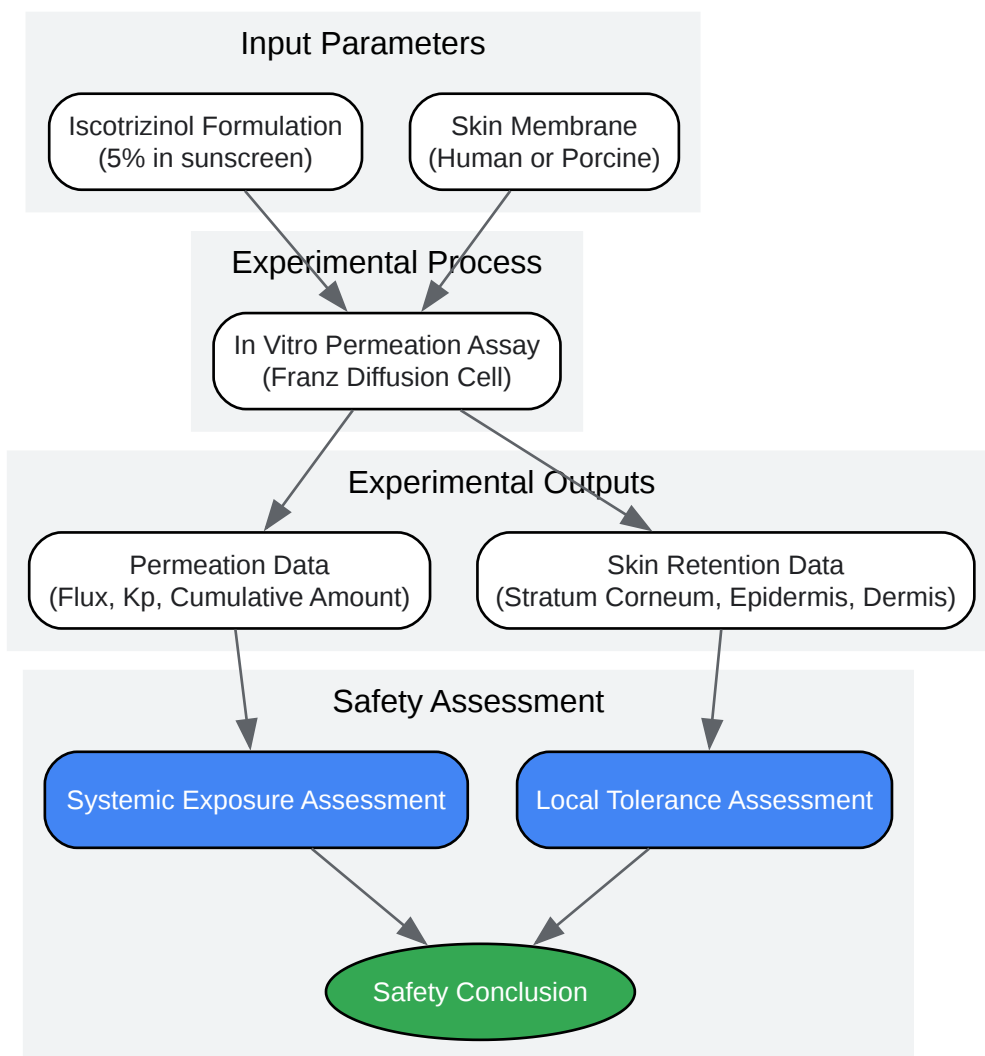 Input Parameters
Iscotrizinol Formulation
(5% in sunscreen)
Skin Membrane
(Human or Porcine)
Experimental Process
In Vitro Permeation Assay
(Franz Diffusion Cell)
Experimental Outputs
Permeation Data
(Flux, Kp, Cumulative Amount)
Skin Retention Data
(Stratum Corneum, Epidermis, Dermis)
Safety Assessment
Systemic Exposure Assessment
Local Tolerance Assessment
Safety Conclusion